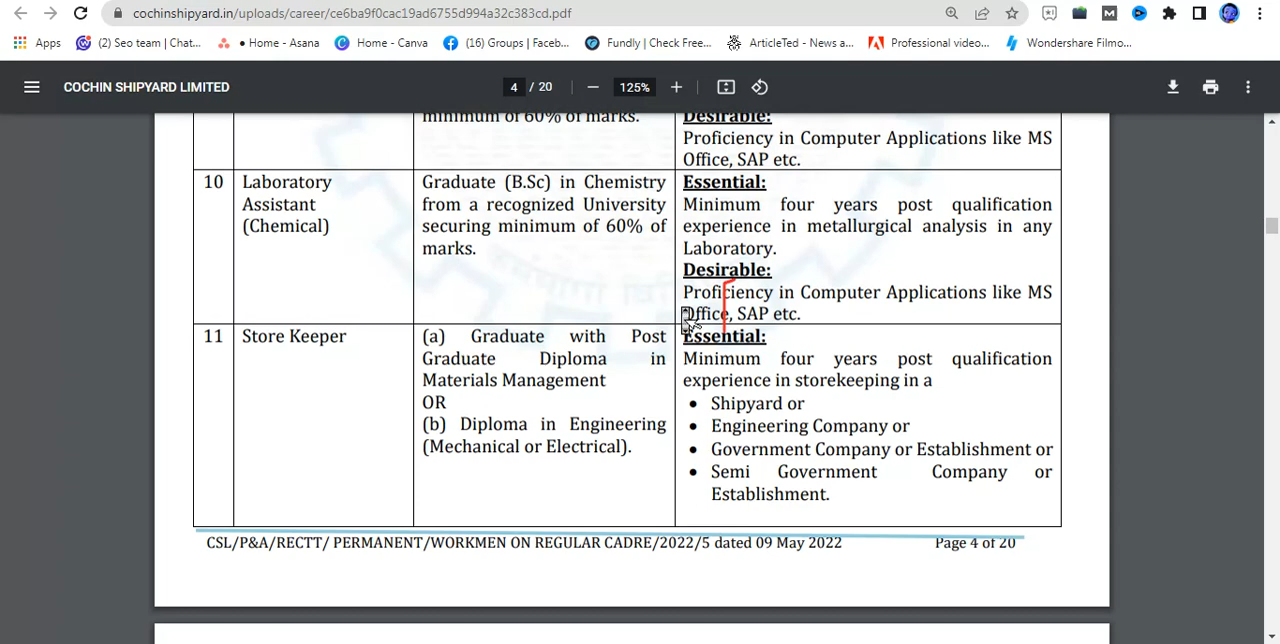 cochinshipyard.in/uploads/career/ce6ba9f0cac19ad6755d994a32c383cd.pdf
Apps
(2) Seo team | Chat...
• Home - Asana
Home - Canva
(16) Groups | Faceb...
Fundly | Check Free...
ArticleTed - News a...
Professional video...
Wondershare Filmo...
COCHIN SHIPYARD LIMITED
4 / 20
125%
minimum of 60% of marks.
Desirable:
Proficiency in Computer Applications like MS
Office, SAP etc.
10
Laboratory
Assistant
(Chemical)
Graduate (B.Sc) in Chemistry
from a recognized University
securing minimum of 60% of
marks.
Essential:
Minimum four years post qualification
experience in metallurgical analysis in any
Laboratory.
Desirable:
Proficiency in Computer Applications like MS
Office, SAP etc.
11
Store Keeper
(a) Graduate with Post
Graduate Diploma in
Materials Management
OR
(b) Diploma in Engineering
(Mechanical or Electrical).
Essential:
Minimum four years post qualification
experience in storekeeping in a
• Shipyard or
• Engineering Company or
• Government Company or Establishment or
• Semi Government Company or
Establishment.
CSL/P&A/RECTT/ PERMANENT/WORKMEN ON REGULAR CADRE/2022/5 dated 09 May 2022
Page 4 of 20